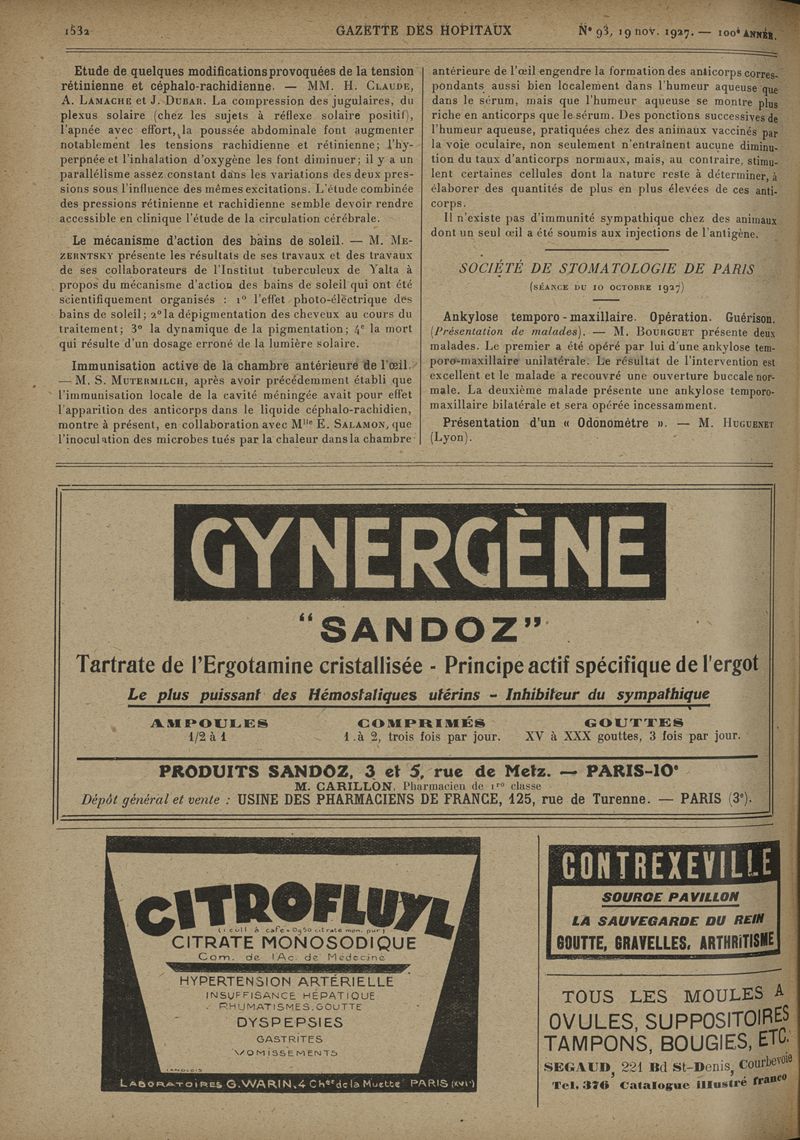 1532
GAZETTE DES HOPITAUX
N° 93, 19 nov. 1927. — 100e ANNÉE.
Etude de quelques modifications provoquées de la tension
rétinienne et céphalo-rachidienne. — MM. H. CLAUDE,
A. LAMACHE et J. DUBAR. La compression des jugulaires, du
plexus solaire (chez les sujets à réflexe solaire positif),
l'apnée avec effort, la poussée abdominale font augmenter
notablement les tensions rachidienne et rétinienne; l'hy-
perpnée et l'inhalation d'oxygène les font diminuer; il y a un
parallélisme assez constant dans les variations des deux pres-
sions sous l'influence des mêmes excitations. L'étude combinée
des pressions rétinienne et rachidienne semble devoir rendre
accessible en clinique l'étude de la circulation cérébrale.
Le mécanisme d'action des bains de soleil. — M. ME-
ZERNTSKY présente les résultats de ses travaux et des travaux
de ses collaborateurs de l'Institut tuberculeux de Yalta à
propos du mécanisme d'action des bains de soleil qui ont été
scientifiquement organisés : 1° l'effet photo-électrique des
bains de soleil; 2° la dépigmentation des cheveux au cours du
traitement; 3° la dynamique de la pigmentation; 4° la mort
qui résulte d'un dosage erroné de la lumière solaire.
Immunisation active de la chambre antérieure de l'œil.
— M. S. MUTERMILCH, après avoir précédemment établi que
l'immunisation locale de la cavité méningée avait pour effet
l'apparition des anticorps dans le liquide céphalo-rachidien,
montre à présent, en collaboration avec Mlle E. SALAMON, que
l'inoculation des microbes tués par la chaleur dans la chambre
antérieure de l'œil engendre la formation des anticorps corres-
pondants aussi bien localement dans l'humeur aqueuse que
dans le sérum, mais que l'humeur aqueuse se montre plus
riche en anticorps que le sérum. Des ponctions successives de
l'humeur aqueuse, pratiquées chez des animaux vaccinés par
la voie oculaire, non seulement n'entraînent aucune diminu-
tion du taux d'anticorps normaux, mais, au contraire, stimu-
lent certaines cellules dont la nature reste à déterminer, à
élaborer des quantités de plus en plus élevées de ces anti-
corps.
Il n'existe pas d'immunité sympathique chez des animaux
dont un seul œil a été soumis aux injections de l'antigène.
SOCIÉTÉ DE STOMATOLOGIE DE PARIS
(SÉANCE DU 10 OCTOBRE 1927)
Ankylose temporo-maxillaire. Opération. Guérison.
(Présentation de malades). — M. BOURGUET présente deux
malades. Le premier a été opéré par lui d'une ankylose tem-
poro-maxillaire unilatérale. Le résultat de l'intervention est
excellent et le malade a recouvré une ouverture buccale nor-
male. La deuxième malade présente une ankylose temporo-
maxillaire bilatérale et sera opérée incessamment.
Présentation d'un « Odonomètre ». — M. HUGUENET
(Lyon).
GYNERGÈNE
"SANDOZ"
Tartrate de l'Ergotamine cristallisée - Principe actif spécifique de l'ergot
Le plus puissant des Hémostatiques utérins - Inhibiteur du sympathique
AMPOULES COMPRIMÉS GOUTTES
1/2 à 1 1 à 2, trois fois par jour. XV à XXX gouttes, 3 fois par jour.
PRODUITS SANDOZ, 3 et 5, rue de Metz. — PARIS-10e
M. CARILLON, Pharmacien de 1re classe
Dépôt général et vente : USINE DES PHARMACIENS DE FRANCE, 125, rue de Turenne. — PARIS (3e).
CITROFLUYL
(1 cuil à café = 0g50 citrate mon. pur)
CITRATE MONOSODIQUE
Com. de l'Ac. de Médecine
HYPERTENSION ARTÉRIELLE
INSUFFISANCE HÉPATIQUE
RHUMATISMES. GOUTTE
DYSPEPSIES
GASTRITES
VOMISSEMENTS
LABORATOIRES G. WARIN, 4 Chée de la Muette PARIS (XVIe)
CONTREXEVILLE
SOURCE PAVILLON
LA SAUVEGARDE DU REIN
GOUTTE, GRAVELLES, ARTHRITISME
TOUS LES MOULES A
OVULES, SUPPOSITOIRES
TAMPONS, BOUGIES, ETC.
SEGAUD, 221 Bd St-Denis, Courbevoie
Tel. 376 Catalogue illustré franco